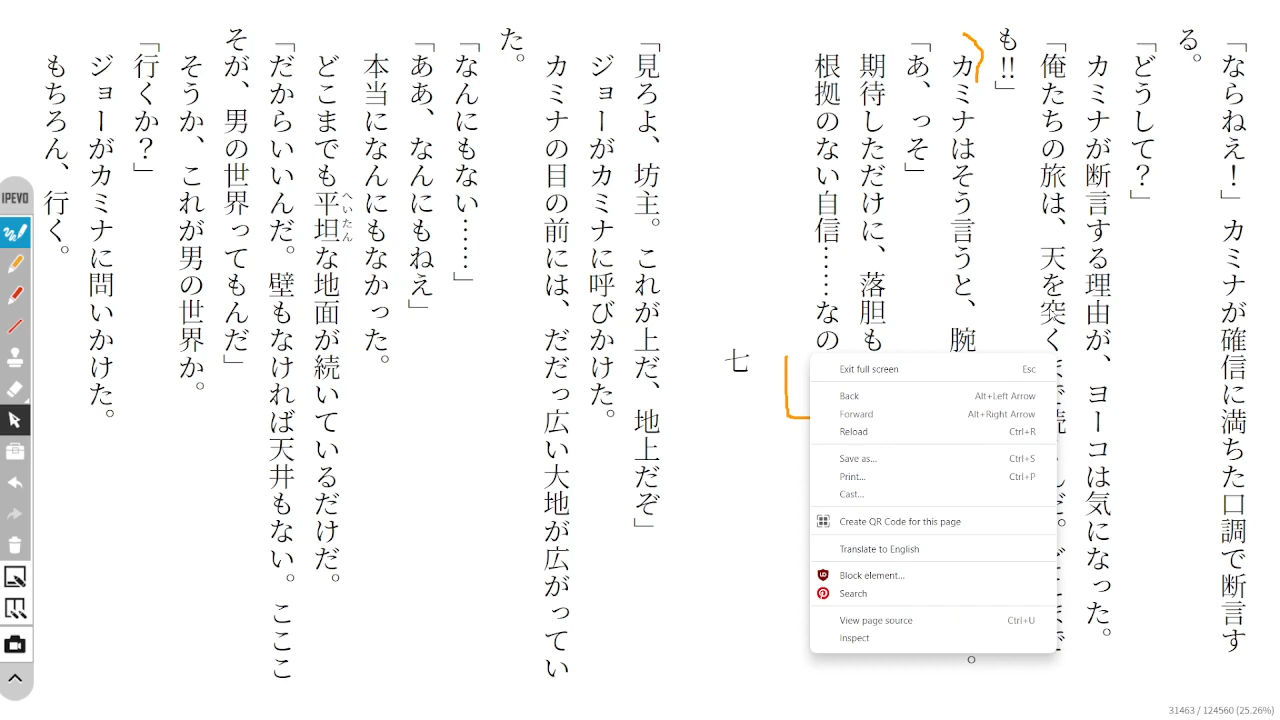 「ならねえ！」カミナが確信に満ちた口調で断言す
る。
「どうして？」
カミナが断言する理由が、ヨーコは気になった。
「俺たちの旅は、天を突く
も!!」
カミナはそう言うと、腕
。
「あ、っそ」
期待しただけに、落胆も
根拠のない自信……なの
七
「見ろよ、坊主。これが上だ、地上だぞ」
ジョーがカミナに呼びかけた。
カミナの目の前には、だだっ広い大地が広がってい
た。
「なんにもない……」
「ああ、なんにもねえ」
本当になんにもなかった。
どこまでも平坦な地面が続いているだけだ。
へいたん
「だからいいんだ。壁もなければ天井もない。ここ
そが、男の世界ってもんだ」
そうか、これが男の世界か。
「行くか？」
ジョーがカミナに問いかけた。
もちろん、行く。
Exit full screen Esc
Back Alt+Left Arrow
Forward Alt+Right Arrow
Reload Ctrl+R
Save as... Ctrl+S
Print... Ctrl+P
Cast...
Create QR Code for this page
Translate to English
Block element...
Search
View page source Ctrl+U
Inspect
IPEVO
31463 / 124560 (25.26%)